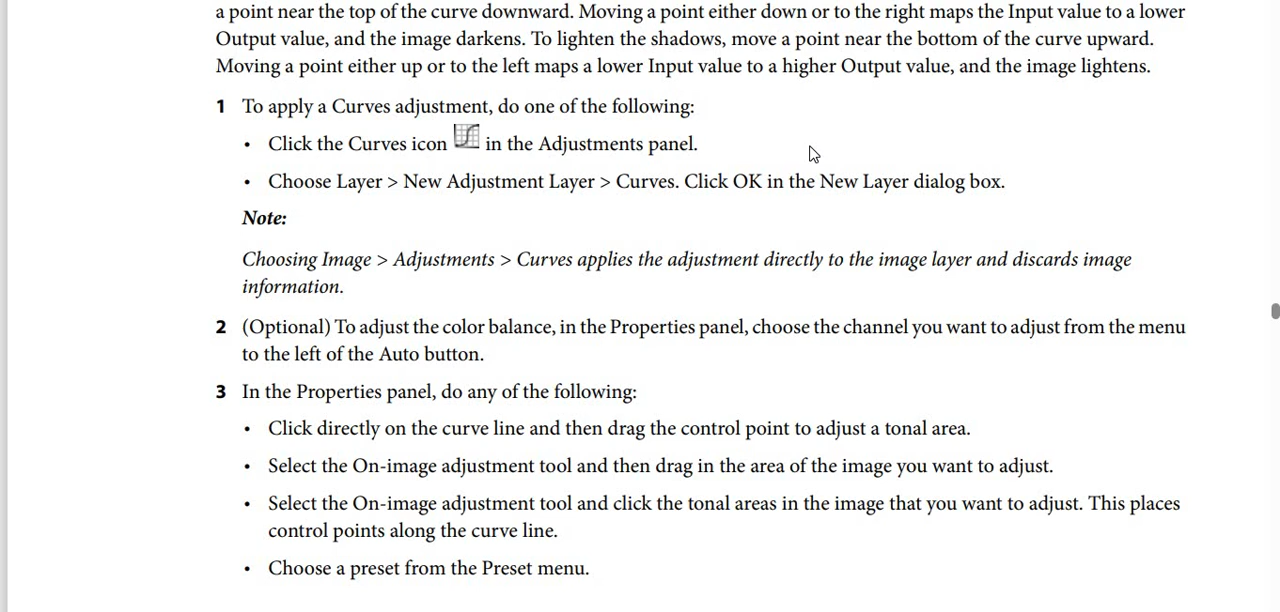 a point near the top of the curve downward. Moving a point either down or to the right maps the Input value to a lower
Output value, and the image darkens. To lighten the shadows, move a point near the bottom of the curve upward.
Moving a point either up or to the left maps a lower Input value to a higher Output value, and the image lightens.
1 To apply a Curves adjustment, do one of the following:
• Click the Curves icon in the Adjustments panel.
• Choose Layer > New Adjustment Layer > Curves. Click OK in the New Layer dialog box.
Note:
Choosing Image > Adjustments > Curves applies the adjustment directly to the image layer and discards image
information.
2 (Optional) To adjust the color balance, in the Properties panel, choose the channel you want to adjust from the menu
to the left of the Auto button.
3 In the Properties panel, do any of the following:
• Click directly on the curve line and then drag the control point to adjust a tonal area.
• Select the On-image adjustment tool and then drag in the area of the image you want to adjust.
• Select the On-image adjustment tool and click the tonal areas in the image that you want to adjust. This places
control points along the curve line.
• Choose a preset from the Preset menu.